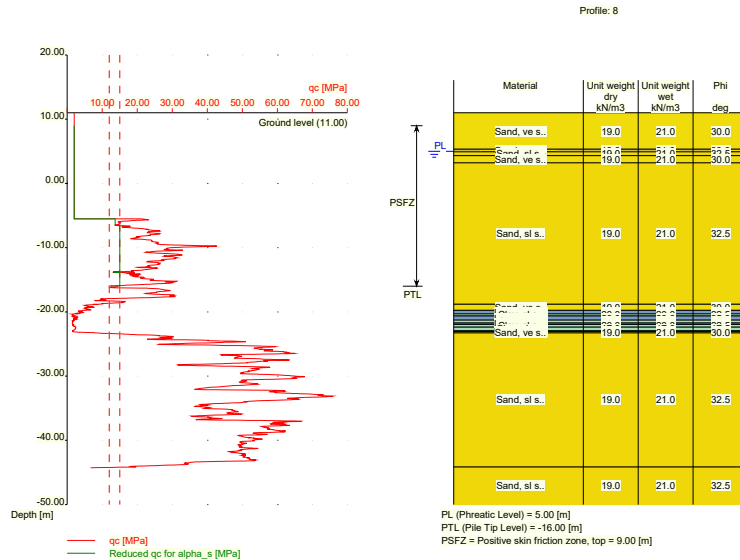 Profile: 8
20.00
qc [MPa]
10.00 20.00 30.00 40.00 50.00 60.00 70.00 80.00
10.00
Ground level (11.00)
0.00
-10.00
-20.00
-30.00
-40.00
-50.00
Depth [m]
qc [MPa]
Reduced qc for alpha_s [MPa]
PL
PSFZ
PTL
Material Unit weight dry kN/m3 Unit weight wet kN/m3 Phi deg
Sand, ve s.. 19.0 21.0 30.0
Sand, ve s.. 19.0 21.0 30.0
Sand, sl s.. 19.0 21.0 32.5
Sand, ve s.. 19.0 21.0 30.0
Sand, sl s.. 19.0 21.0 32.5
Sand, sl s.. 19.0 21.0 32.5
PL (Phreatic Level) = 5.00 [m]
PTL (Pile Tip Level) = -16.00 [m]
PSFZ = Positive skin friction zone, top = 9.00 [m]